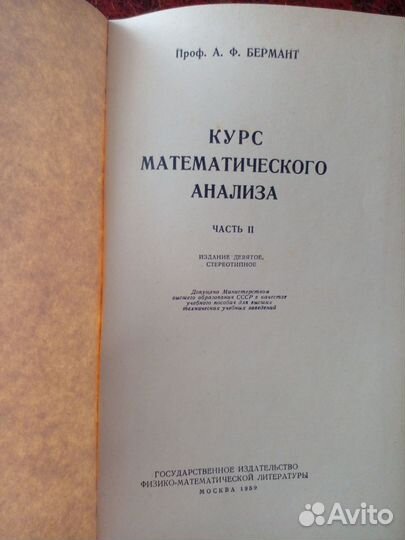 Проф. А. Ф. БЕРМАНТ
КУРС
МАТЕМАТИЧЕСКОГО
АНАЛИЗА
ЧАСТЬ II
ИЗДАНИЕ ДЕВЯТОЕ,
СТЕРЕОТИПНОЕ
Допущено Министерством
высшего образования СССР в качестве
учебного пособия для высших
технических учебных заведений
ГОСУДАРСТВЕННОЕ ИЗДАТЕЛЬСТВО
ФИЗИКО-МАТЕМАТИЧЕСКОЙ ЛИТЕРАТУРЫ
МОСКВА 1959
Avito